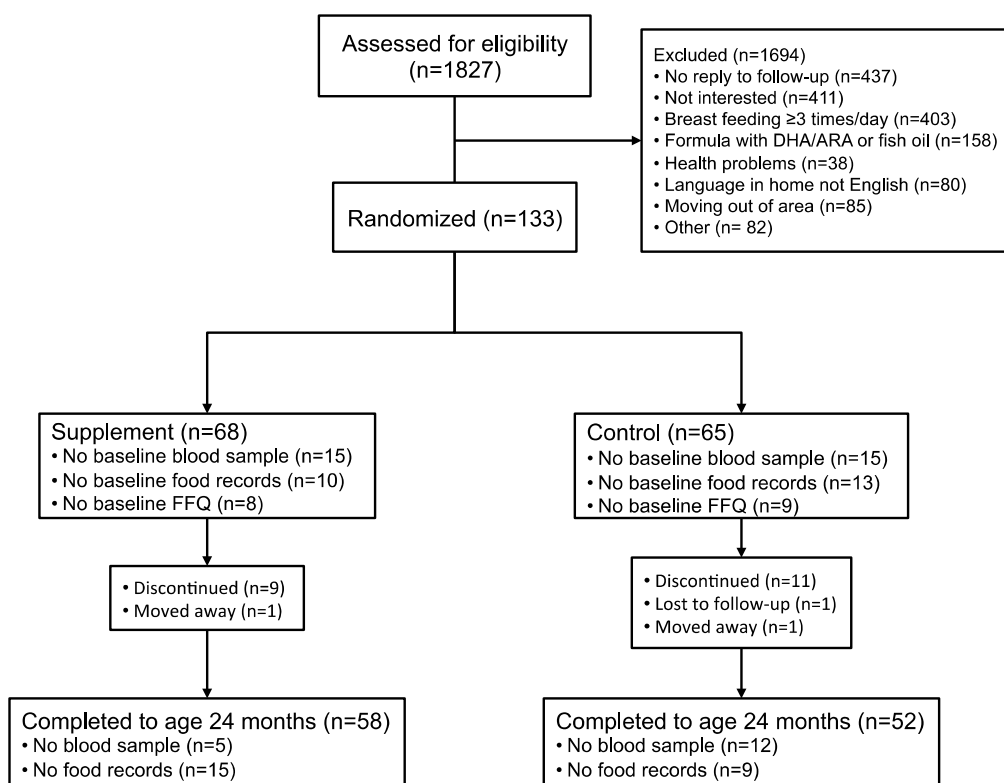 Assessed for eligibility
(n=1827)
Excluded (n=1694)
• No reply to follow-up (n=437)
• Not interested (n=411)
• Breast feeding ≥3 times/day (n=403)
• Formula with DHA/ARA or fish oil (n=158)
• Health problems (n=38)
• Language in home not English (n=80)
• Moving out of area (n=85)
• Other (n= 82)
Randomized (n=133)
Supplement (n=68)
• No baseline blood sample (n=15)
• No baseline food records (n=10)
• No baseline FFQ (n=8)
Control (n=65)
• No baseline blood sample (n=15)
• No baseline food records (n=13)
• No baseline FFQ (n=9)
• Discontinued (n=9)
• Moved away (n=1)
• Discontinued (n=11)
• Lost to follow-up (n=1)
• Moved away (n=1)
Completed to age 24 months (n=58)
• No blood sample (n=5)
• No food records (n=15)
Completed to age 24 months (n=52)
• No blood sample (n=12)
• No food records (n=9)